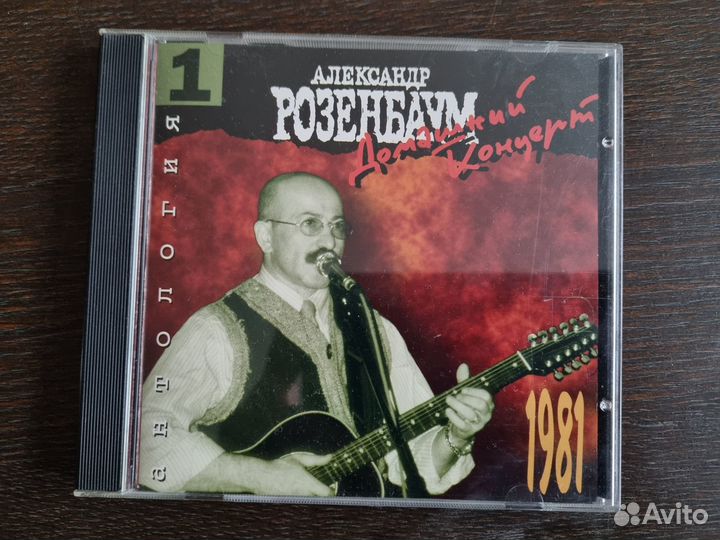 1
АЛЕКСАНДР
РОЗЕНБАУМ
Домашний
Концерт
антология
1981
Avito